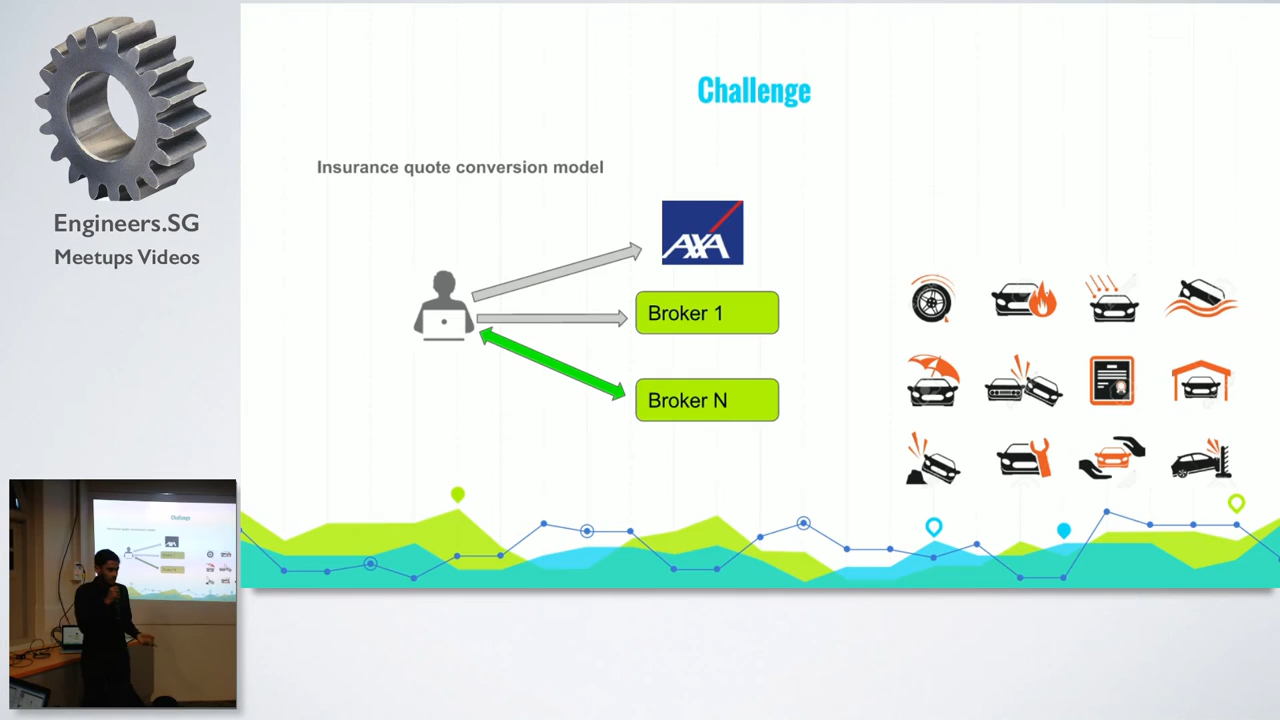 Engineers.SG
Meetups Videos
Challenge
Insurance quote conversion model
AXA
Broker 1
Broker N